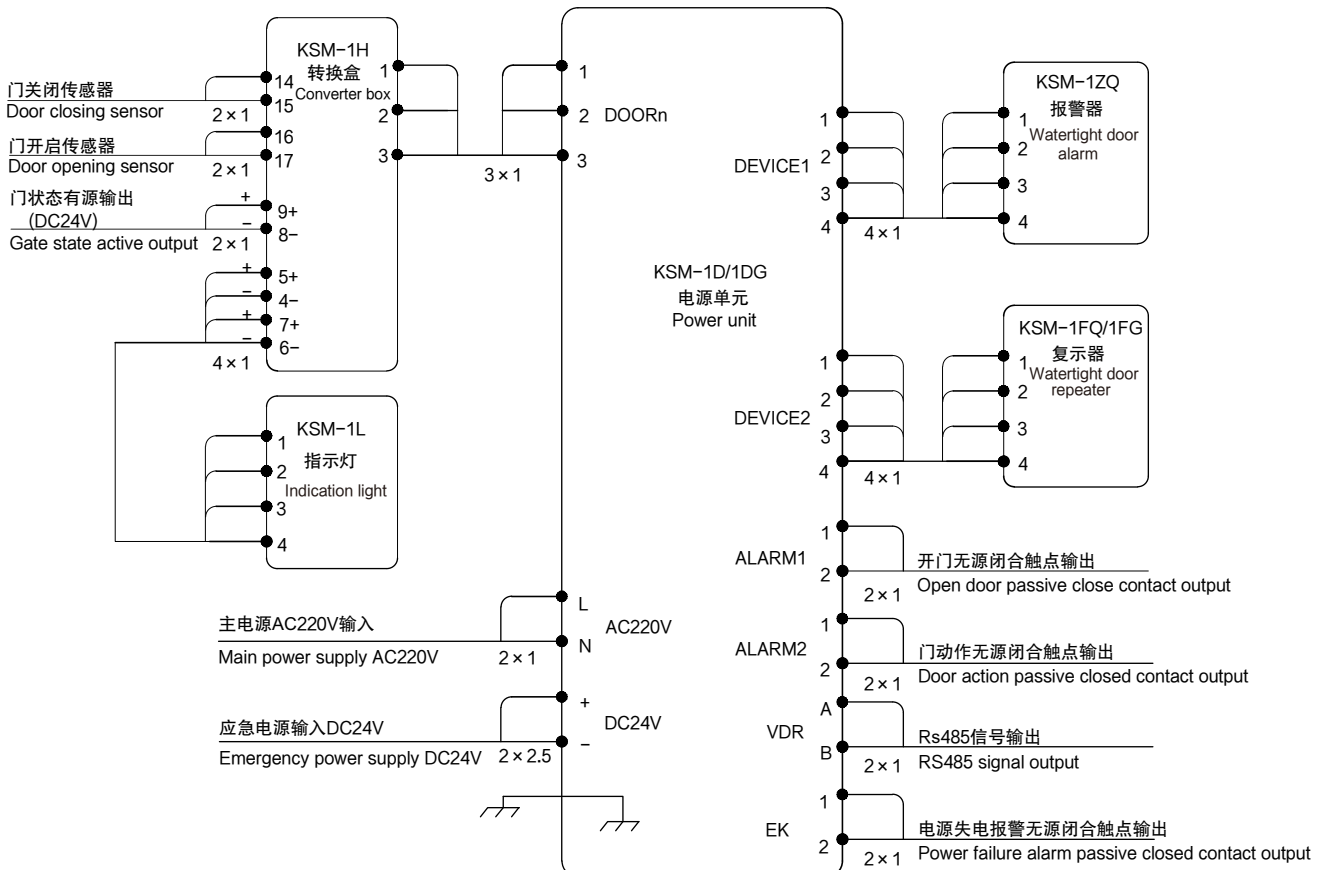 KSM-1H
转换盒
Converter box
门关闭传感器
Door closing sensor
2×1
14
15
门开启传感器
Door opening sensor
2×1
16
17
门状态有源输出
(DC24V)
Gate state active output
2×1
+
−
9+
8−
+
−
+
−
5+
4−
7+
6−
4×1
1
2
3
3×1
1
2
3
DOORn
KSM-1L
指示灯
Indication light
1
2
3
4
主电源AC220V输入
Main power supply AC220V
2×1
L
N
AC220V
应急电源输入DC24V
Emergency power supply DC24V
2×2.5
+
−
DC24V
KSM-1D/1DG
电源单元
Power unit
DEVICE1
1
2
3
4
4×1
KSM-1ZQ
报警器
Watertight door
alarm
1
2
3
4
DEVICE2
1
2
3
4
4×1
KSM-1FQ/1FG
复示器
Watertight door
repeater
1
2
3
4
ALARM1
1
2
2×1
开门无源闭合触点输出
Open door passive close contact output
ALARM2
1
2
2×1
门动作无源闭合触点输出
Door action passive closed contact output
VDR
A
B
2×1
Rs485信号输出
RS485 signal output
EK
1
2
2×1
电源失电报警无源闭合触点输出
Power failure alarm passive closed contact output